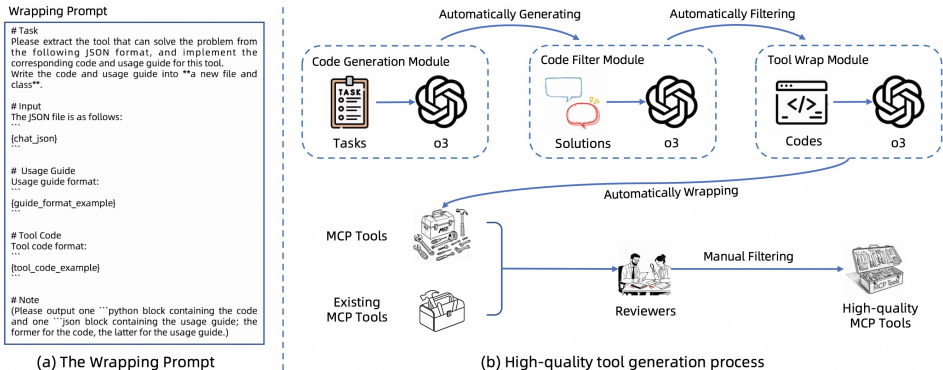 Wrapping Prompt
# Task
Please extract the tool that can solve the problem from
the following JSON format, and implement the
corresponding code and usage guide for this tool.
Write the code and usage guide into **a new file and
class**.
# Input
The JSON file is as follows:
```
{chat_json}
```
# Usage Guide
Usage guide format:
```
{guide_format_example}
```
# Tool Code
Tool code format:
```
{tool_code_example}
```
# Note
(Please output one ```python block containing the code
and one ```json block containing the usage guide; the
former for the code, the latter for the usage guide.)
(a) The Wrapping Prompt
Automatically Generating
Automatically Filtering
Code Generation Module
TASK
Tasks
o3
Code Filter Module
Solutions
o3
Tool Wrap Module
</>
Codes
o3
Automatically Wrapping
MCP Tools
MCP
Existing
MCP Tools
Reviewers
Manual Filtering
MCP Tools
High-quality
MCP Tools
(b) High-quality tool generation process